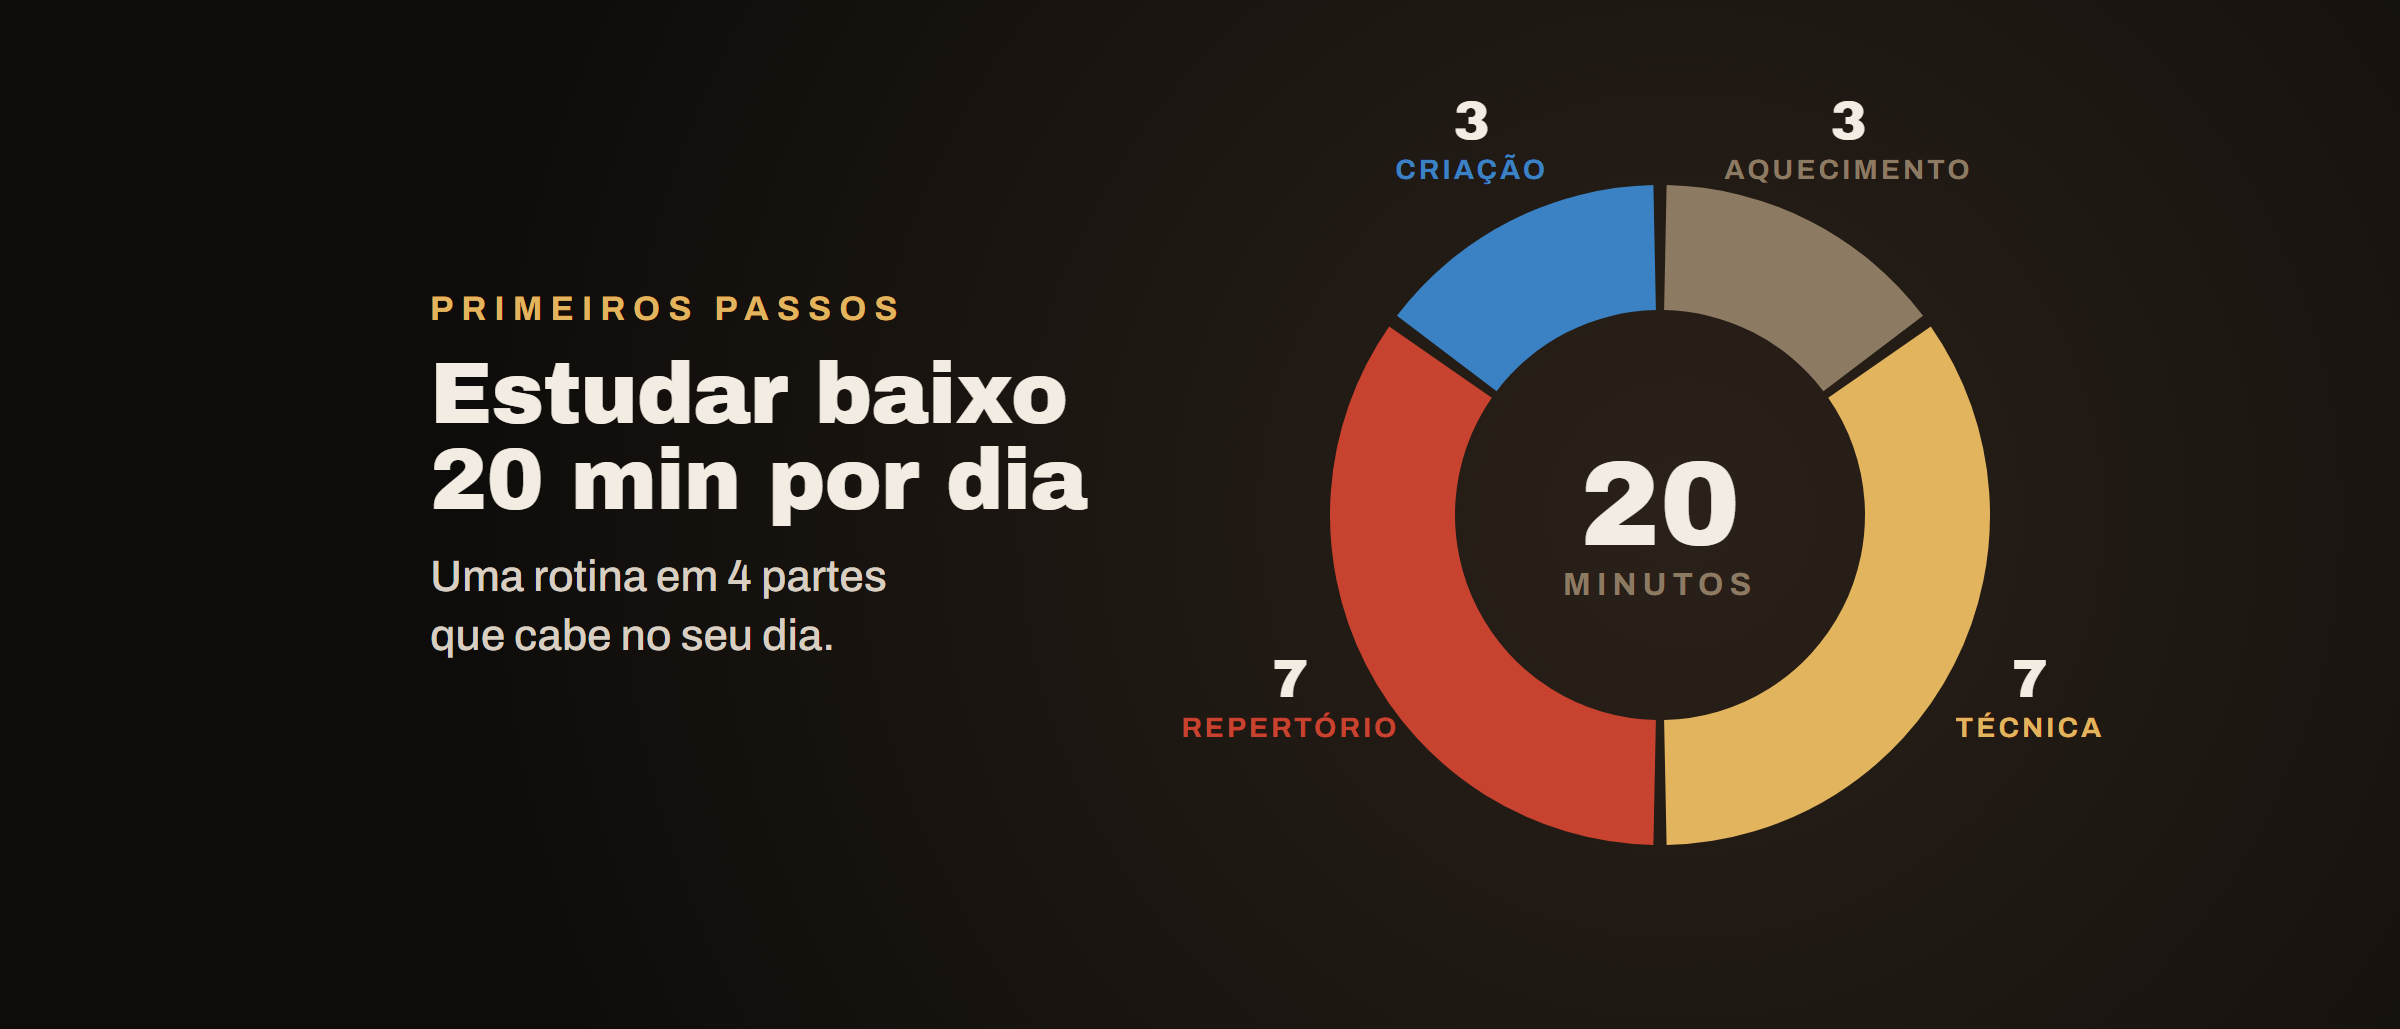 PRIMEIROS PASSOS
Estudar baixo
20 min por dia
Uma rotina em 4 partes
que cabe no seu dia.
3
CRIAÇÃO
3
AQUECIMENTO
20
MINUTOS
7
REPERTÓRIO
7
TÉCNICA